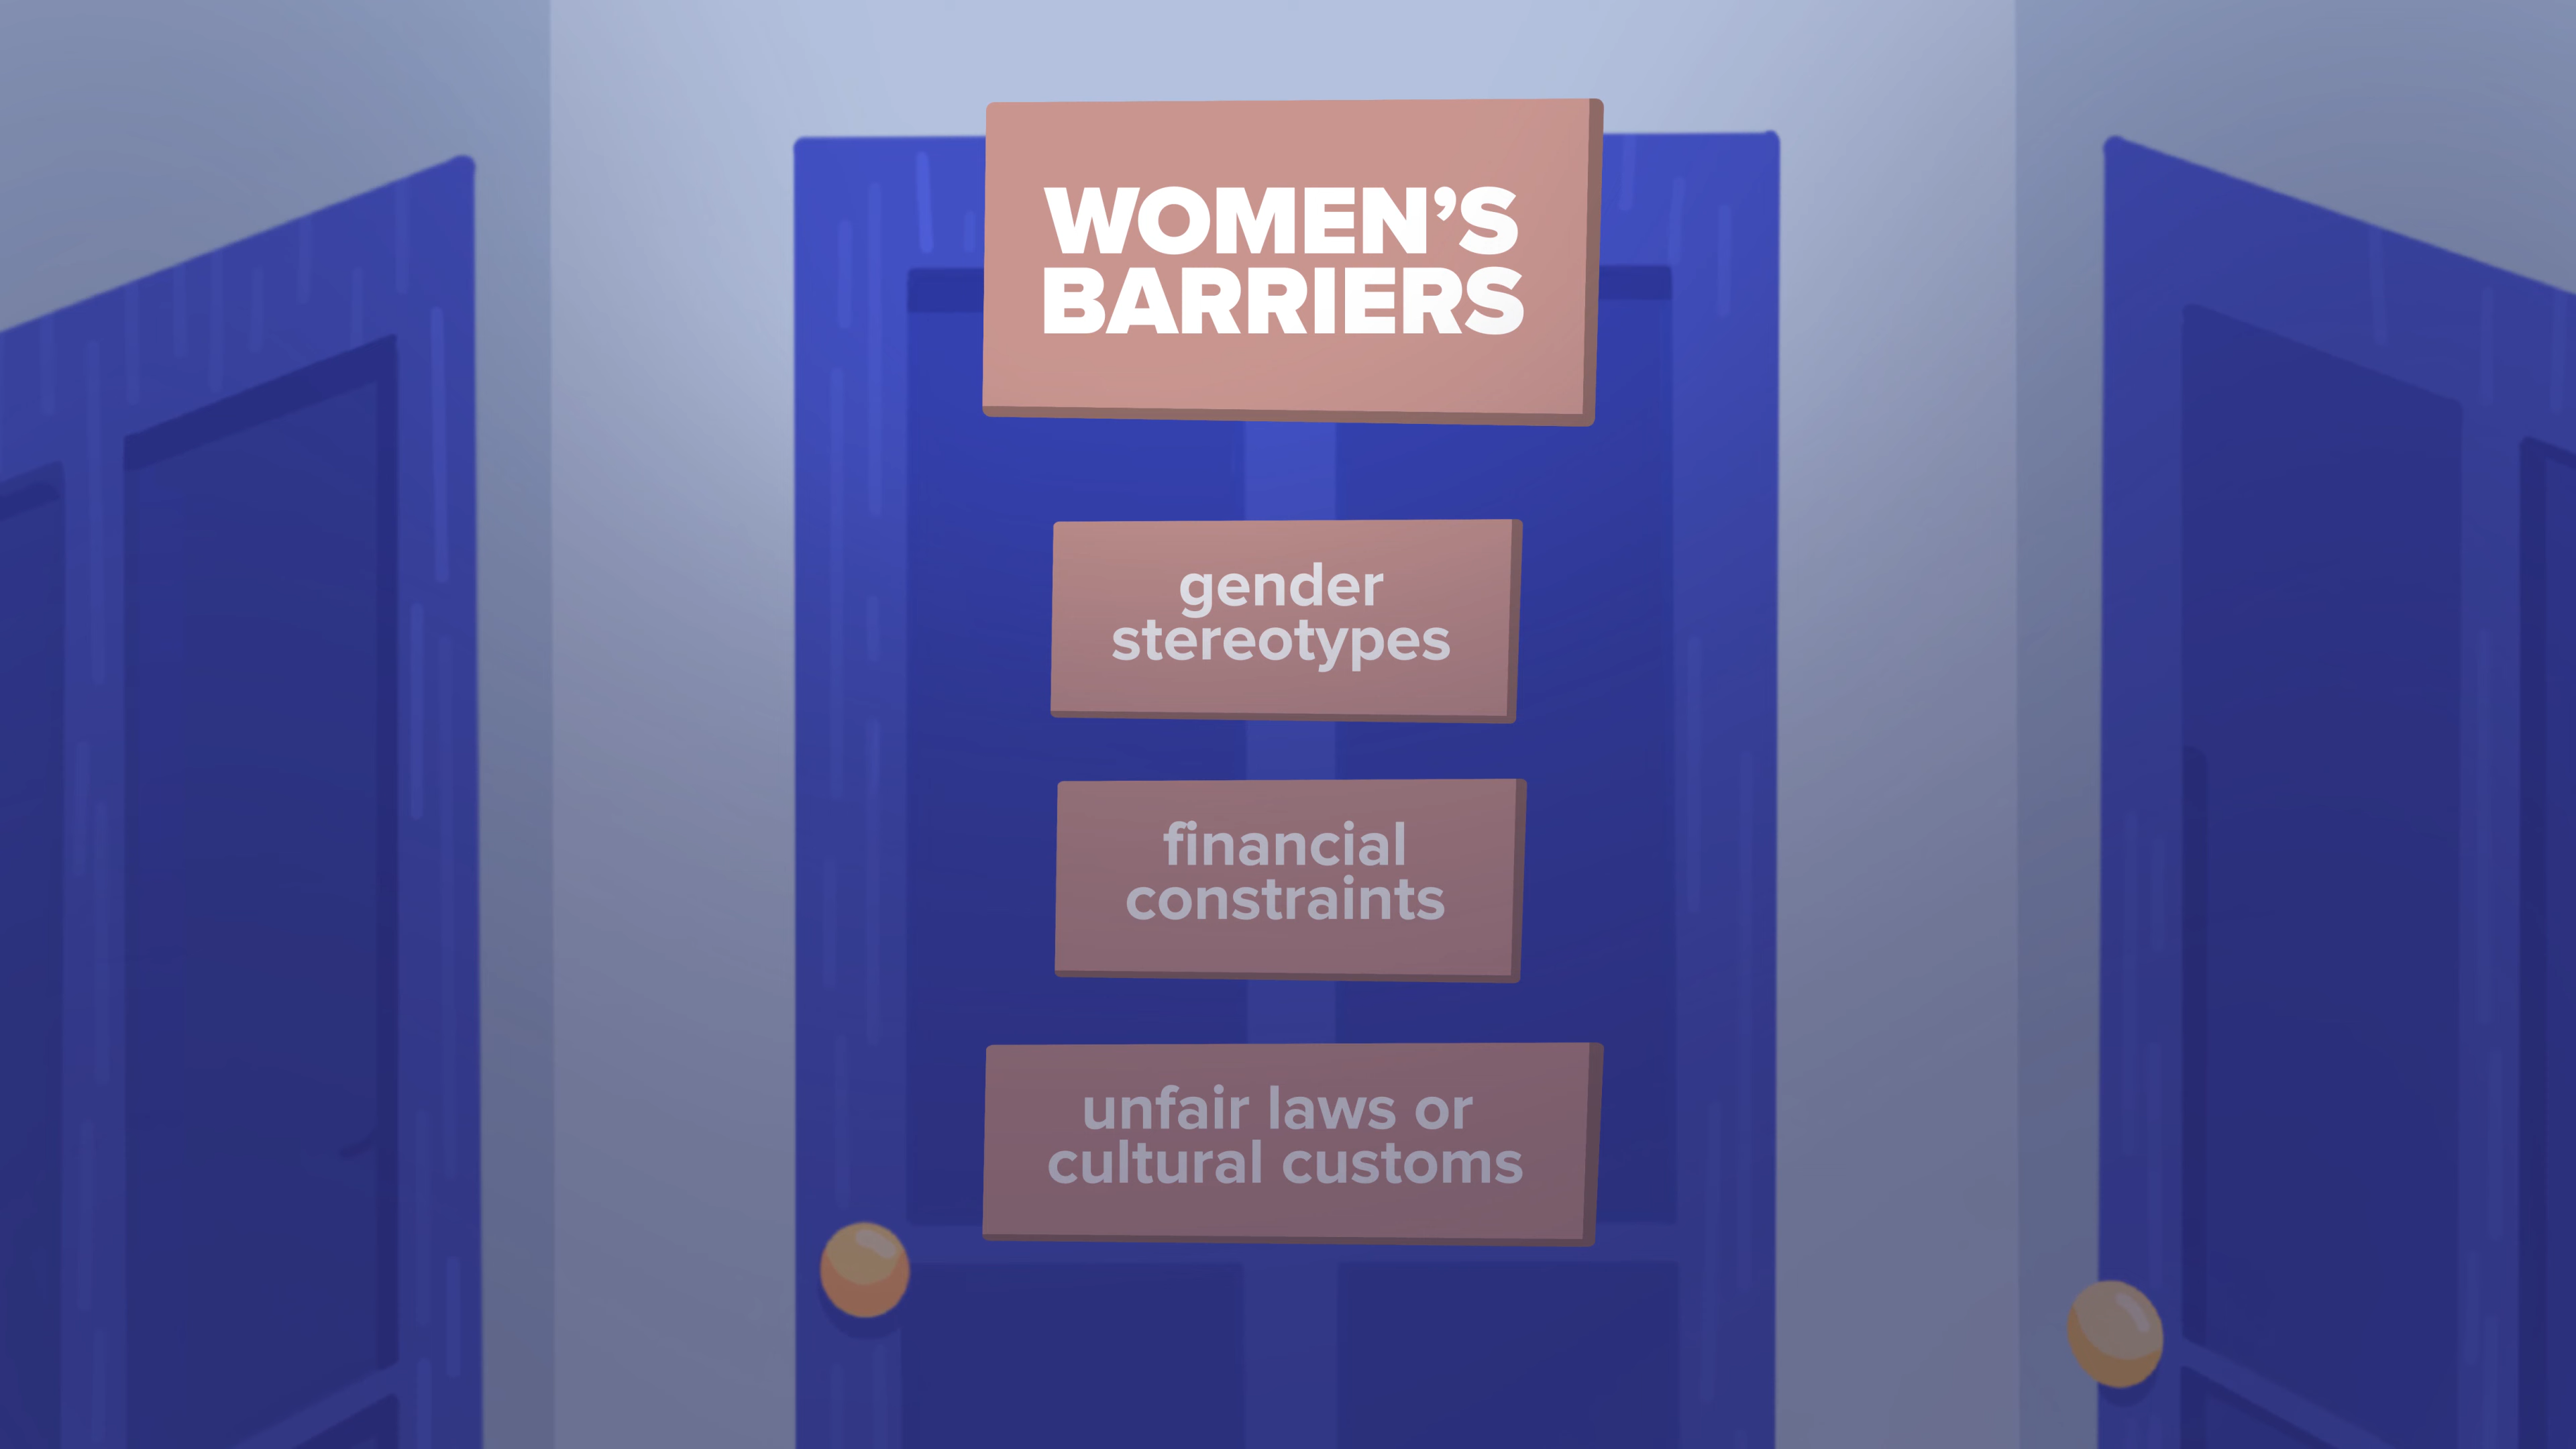 WOMEN’S
BARRIERS
gender
stereotypes
financial
constraints
unfair laws or
cultural customs